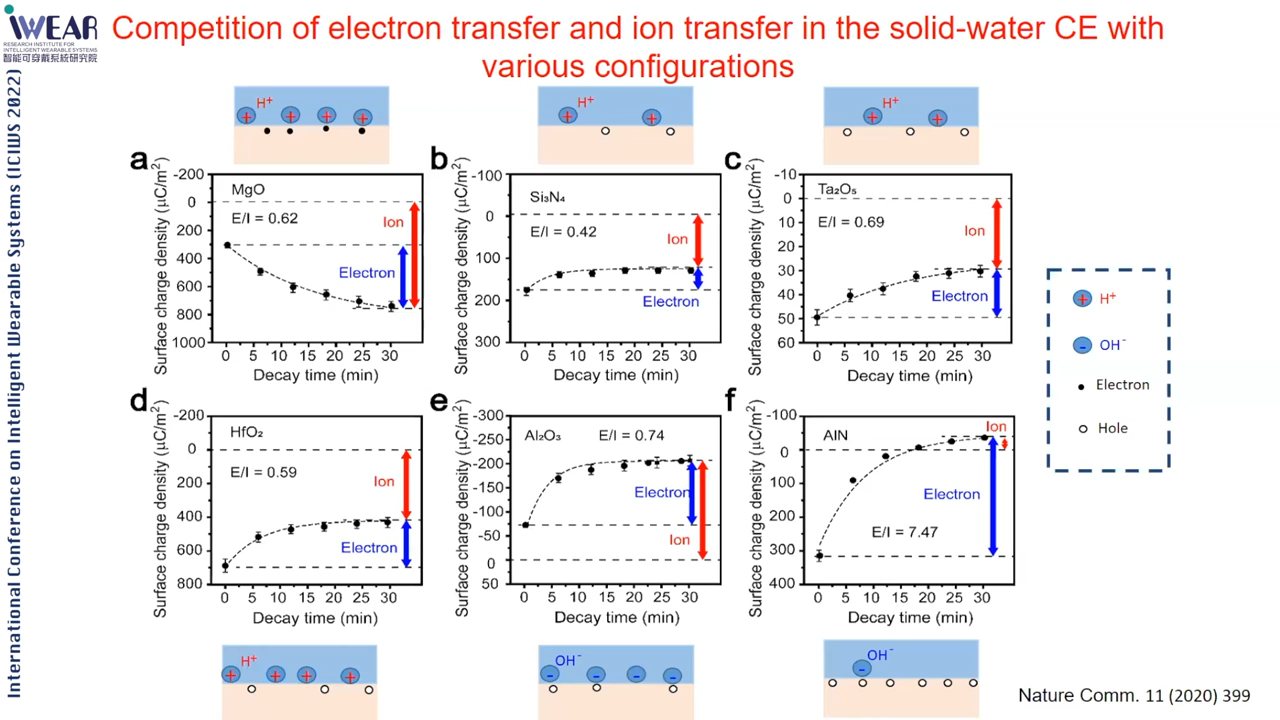 iWEAR
RESEARCH INSTITUTE FOR
INTELLIGENT WEARABLE SYSTEMS
智能可穿戴系統研究院
International Conference on Intelligent Wearable Systems (ICIWS 2022)
Competition of electron transfer and ion transfer in the solid-water CE with
various configurations
H⁺
+ + + +
H⁺
+ +
H⁺
+ +
a
Surface charge density (μC/m²)
-200
0
200
400
600
800
1000
MgO
E/I = 0.62
Ion
Electron
0 5 10 15 20 25 30
Decay time (min)
b
Surface charge density (μC/m²)
-100
0
100
200
300
Si₃N₄
E/I = 0.42
Ion
Electron
0 5 10 15 20 25 30
Decay time (min)
c
Surface charge density (μC/m²)
-10
0
10
20
30
40
50
60
Ta₂O₅
E/I = 0.69
Ion
Electron
0 5 10 15 20 25 30
Decay time (min)
+ H⁺
- OH⁻
Electron
Hole
d
Surface charge density (μC/m²)
-200
0
200
400
600
800
HfO₂
E/I = 0.59
Ion
Electron
0 5 10 15 20 25 30
Decay time (min)
e
Surface charge density (μC/m²)
-300
-250
-200
-150
-100
-50
0
50
Al₂O₃ E/I = 0.74
Electron
Ion
0 5 10 15 20 25 30
Decay time (min)
f
Surface charge density (μC/m²)
-100
0
100
200
300
400
AlN
Ion
Electron
E/I = 7.47
0 5 10 15 20 25 30
Decay time (min)
H⁺
+ + + +
OH⁻
- - - -
OH⁻
-
Nature Comm. 11 (2020) 399